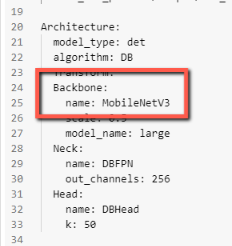 19
20 Architecture:
21 model_type: det
22 algorithm: DB
23 Transform:
24 Backbone:
25 name: MobileNetV3
26 scale: 0.5
27 model_name: large
28 Neck:
29 name: DBFPN
30 out_channels: 256
31 Head:
32 name: DBHead
33 k: 50
34